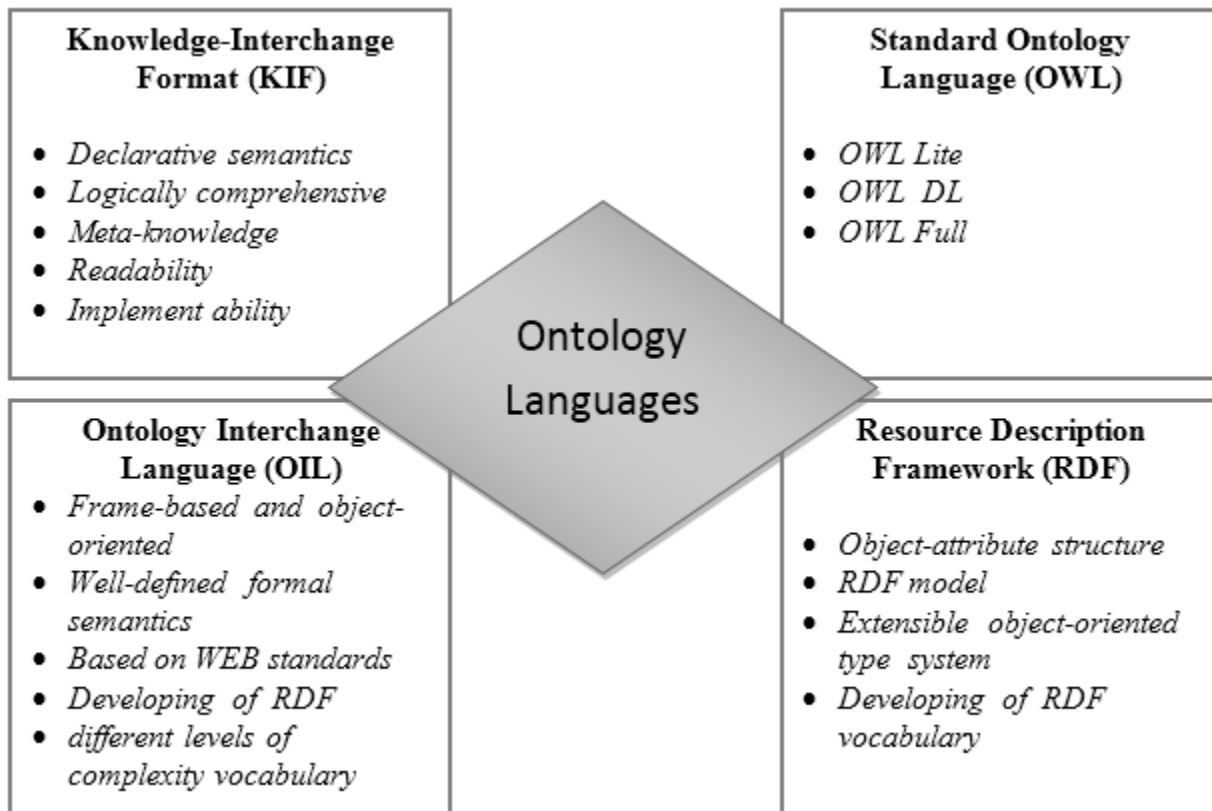 Knowledge-Interchange
Format (KIF)
• Declarative semantics
• Logically comprehensive
• Meta-knowledge
• Readability
• Implement ability
Standard Ontology
Language (OWL)
• OWL Lite
• OWL DL
• OWL Full
Ontology
Languages
Ontology Interchange
Language (OIL)
• Frame-based and object-
oriented
• Well-defined formal
semantics
• Based on WEB standards
• Developing of RDF
• different levels of
complexity vocabulary
Resource Description
Framework (RDF)
• Object-attribute structure
• RDF model
• Extensible object-oriented
type system
• Developing of RDF
vocabulary